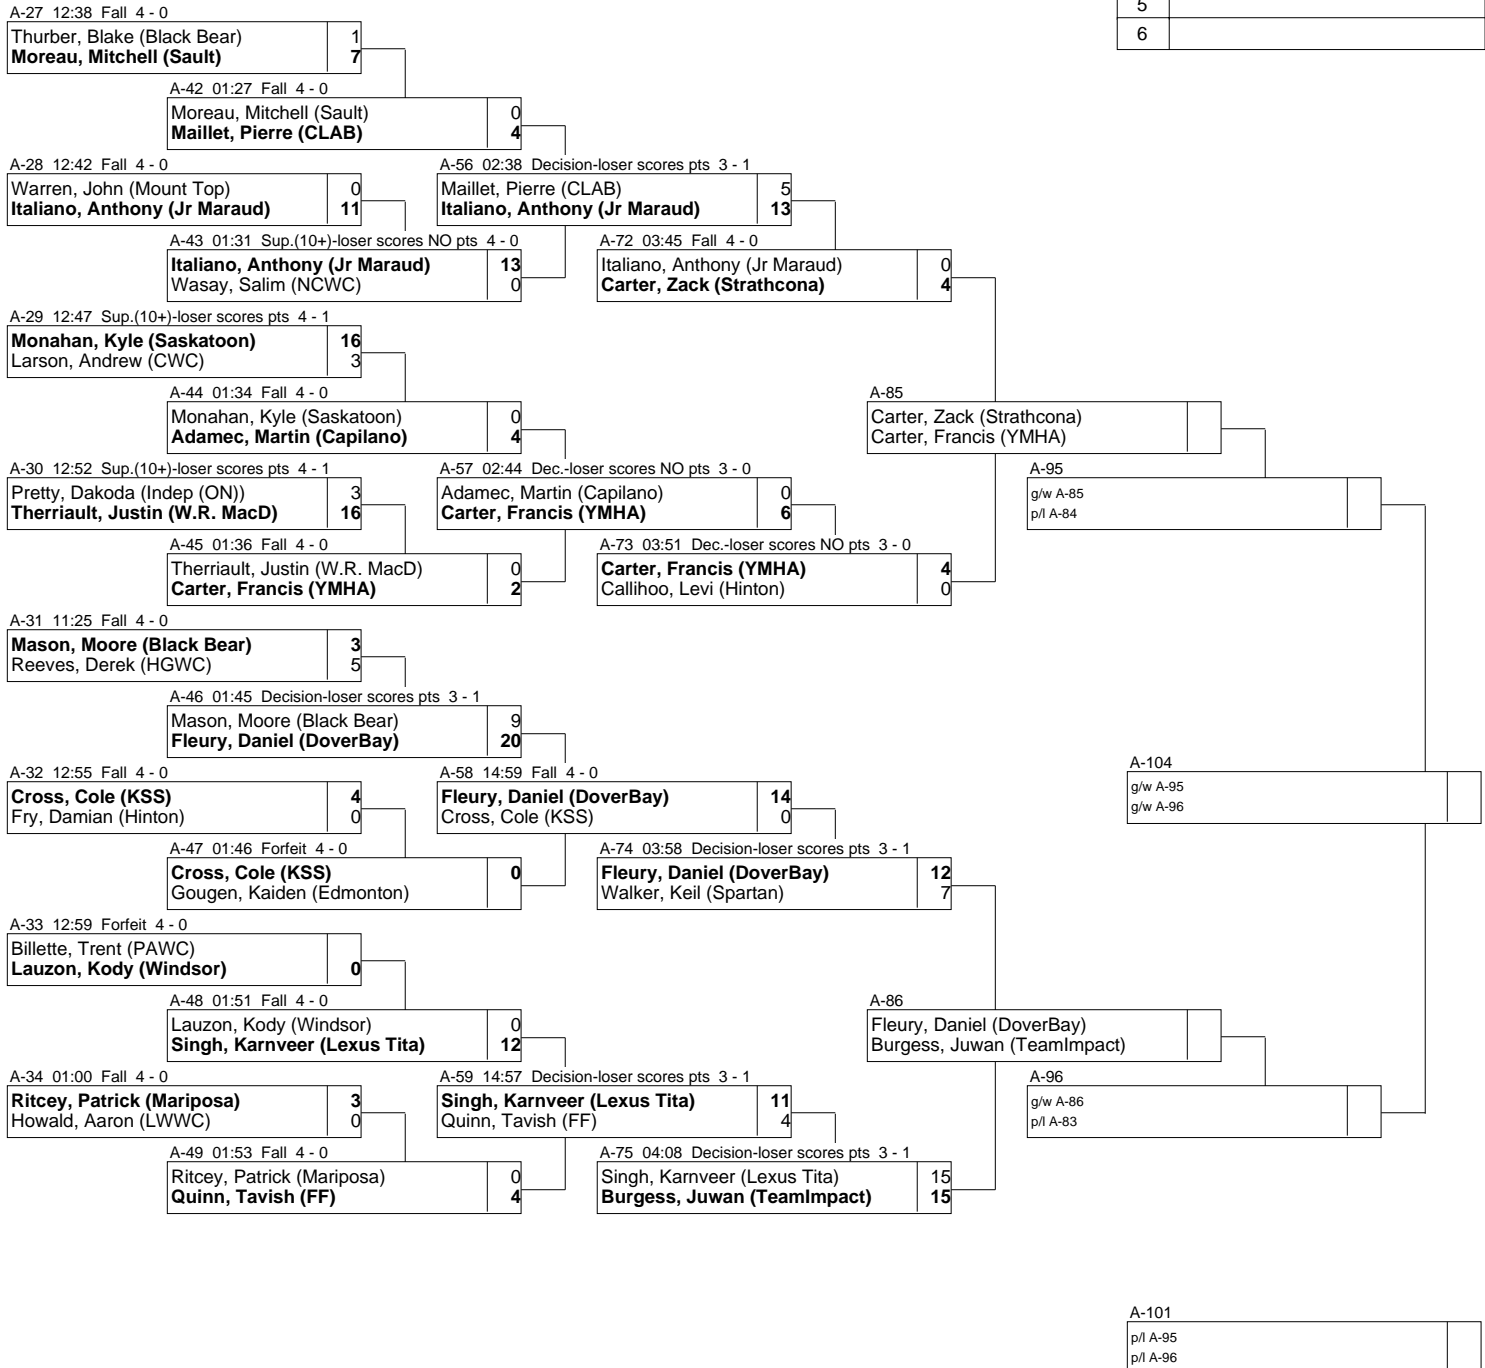 5
6
A-27 12:38 Fall 4 - 0
Thurber, Blake (Black Bear) 1
Moreau, Mitchell (Sault) 7
A-42 01:27 Fall 4 - 0
Moreau, Mitchell (Sault) 0
Maillet, Pierre (CLAB) 4
A-28 12:42 Fall 4 - 0
Warren, John (Mount Top) 0
Italiano, Anthony (Jr Maraud) 11
A-56 02:38 Decision-loser scores pts 3 - 1
Maillet, Pierre (CLAB) 5
Italiano, Anthony (Jr Maraud) 13
A-43 01:31 Sup.(10+)-loser scores NO pts 4 - 0
Italiano, Anthony (Jr Maraud) 13
Wasay, Salim (NCWC) 0
A-72 03:45 Fall 4 - 0
Italiano, Anthony (Jr Maraud) 0
Carter, Zack (Strathcona) 4
A-29 12:47 Sup.(10+)-loser scores pts 4 - 1
Monahan, Kyle (Saskatoon) 16
Larson, Andrew (CWC) 3
A-44 01:34 Fall 4 - 0
Monahan, Kyle (Saskatoon) 0
Adamec, Martin (Capilano) 4
A-85
Carter, Zack (Strathcona)
Carter, Francis (YMHA)
A-30 12:52 Sup.(10+)-loser scores pts 4 - 1
Pretty, Dakoda (Indep (ON)) 3
Therriault, Justin (W.R. MacD) 16
A-57 02:44 Dec.-loser scores NO pts 3 - 0
Adamec, Martin (Capilano) 0
Carter, Francis (YMHA) 6
A-95
g/w A-85
p/l A-84
A-45 01:36 Fall 4 - 0
Therriault, Justin (W.R. MacD) 0
Carter, Francis (YMHA) 2
A-73 03:51 Dec.-loser scores NO pts 3 - 0
Carter, Francis (YMHA) 4
Callihoo, Levi (Hinton) 0
A-31 11:25 Fall 4 - 0
Mason, Moore (Black Bear) 3
Reeves, Derek (HGWC) 5
A-46 01:45 Decision-loser scores pts 3 - 1
Mason, Moore (Black Bear) 9
Fleury, Daniel (DoverBay) 20
A-104
g/w A-95
g/w A-96
A-32 12:55 Fall 4 - 0
Cross, Cole (KSS) 4
Fry, Damian (Hinton) 0
A-58 14:59 Fall 4 - 0
Fleury, Daniel (DoverBay) 14
Cross, Cole (KSS) 0
A-47 01:46 Forfeit 4 - 0
Cross, Cole (KSS) 0
Gougen, Kaiden (Edmonton)
A-74 03:58 Decision-loser scores pts 3 - 1
Fleury, Daniel (DoverBay) 12
Walker, Keil (Spartan) 7
A-33 12:59 Forfeit 4 - 0
Billette, Trent (PAWC)
Lauzon, Kody (Windsor) 0
A-48 01:51 Fall 4 - 0
Lauzon, Kody (Windsor) 0
Singh, Karnveer (Lexus Tita) 12
A-86
Fleury, Daniel (DoverBay)
Burgess, Juwan (TeamImpact)
A-34 01:00 Fall 4 - 0
Ritcey, Patrick (Mariposa) 3
Howald, Aaron (LWWC) 0
A-59 14:57 Decision-loser scores pts 3 - 1
Singh, Karnveer (Lexus Tita) 11
Quinn, Tavish (FF) 4
A-96
g/w A-86
p/l A-83
A-49 01:53 Fall 4 - 0
Ritcey, Patrick (Mariposa) 0
Quinn, Tavish (FF) 4
A-75 04:08 Decision-loser scores pts 3 - 1
Singh, Karnveer (Lexus Tita) 15
Burgess, Juwan (TeamImpact) 15
A-101
p/l A-95
p/l A-96